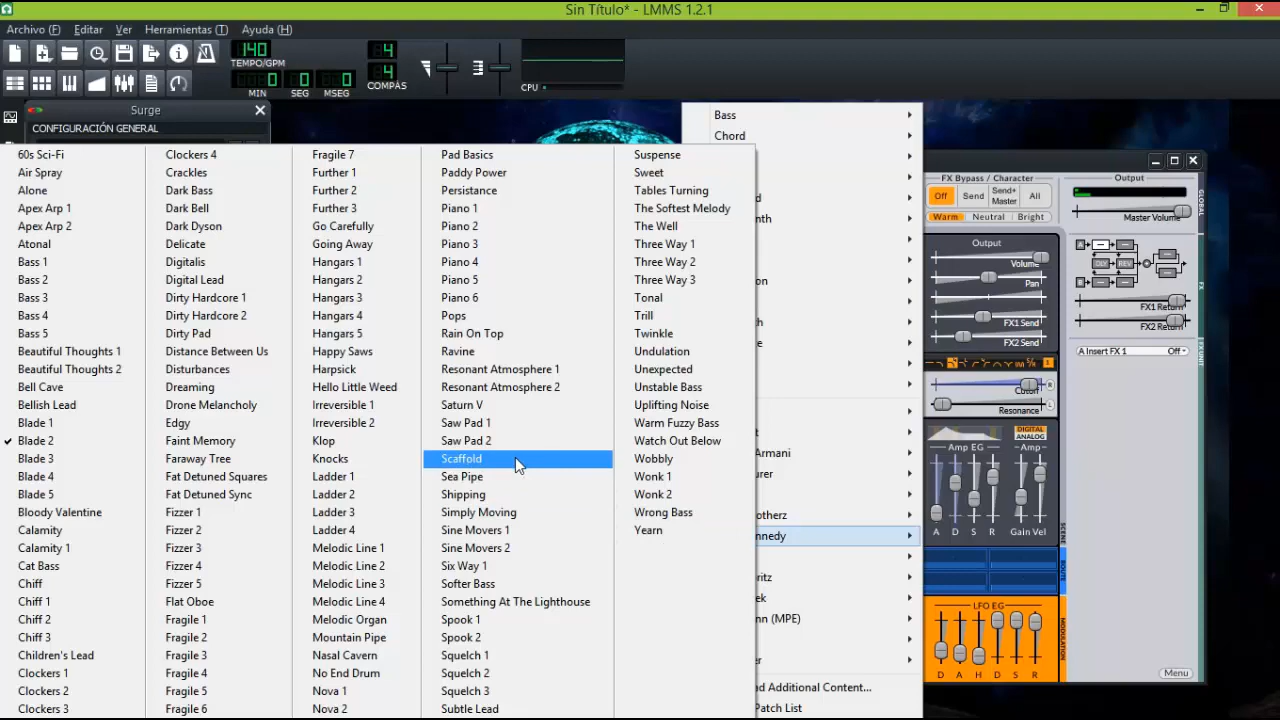 Sin Título* - LMMS 1.2.1
Archivo (F)
Editar
Ver
Herramientas (T)
Ayuda (H)
140
TEMPO/GPM
4
4
COMPÁS
0
0
0
MIN
SEG
MSEG
CPU
Surge
CONFIGURACIÓN GENERAL
60s Sci-Fi
Air Spray
Alone
Apex Arp 1
Apex Arp 2
Atonal
Bass 1
Bass 2
Bass 3
Bass 4
Bass 5
Beautiful Thoughts 1
Beautiful Thoughts 2
Bell Cave
Bellish Lead
Blade 1
Blade 2
Blade 3
Blade 4
Blade 5
Bloody Valentine
Calamity
Calamity 1
Cat Bass
Chiff
Chiff 1
Chiff 2
Chiff 3
Children's Lead
Clockers 1
Clockers 2
Clockers 3
Clockers 4
Crackles
Dark Bass
Dark Bell
Dark Dyson
Delicate
Digitalis
Digital Lead
Dirty Hardcore 1
Dirty Hardcore 2
Dirty Pad
Distance Between Us
Disturbances
Dreaming
Drone Melancholy
Edgy
Faint Memory
Faraway Tree
Fat Detuned Squares
Fat Detuned Sync
Fizzer 1
Fizzer 2
Fizzer 3
Fizzer 4
Fizzer 5
Flat Oboe
Fragile 1
Fragile 2
Fragile 3
Fragile 4
Fragile 5
Fragile 6
Fragile 7
Further 1
Further 2
Further 3
Go Carefully
Going Away
Hangars 1
Hangars 2
Hangars 3
Hangars 4
Hangars 5
Happy Saws
Harpsick
Hello Little Weed
Irreversible 1
Irreversible 2
Klop
Knocks
Ladder 1
Ladder 2
Ladder 3
Ladder 4
Melodic Line 1
Melodic Line 2
Melodic Line 3
Melodic Line 4
Melodic Organ
Mountain Pipe
Nasal Cavern
No End Drum
Nova 1
Nova 2
Pad Basics
Paddy Power
Persistance
Piano 1
Piano 2
Piano 3
Piano 4
Piano 5
Piano 6
Pops
Rain On Top
Ravine
Resonant Atmosphere 1
Resonant Atmosphere 2
Saturn V
Saw Pad 1
Saw Pad 2
Scaffold
Sea Pipe
Shipping
Simply Moving
Sine Movers 1
Sine Movers 2
Six Way 1
Softer Bass
Something At The Lighthouse
Spook 1
Spook 2
Squelch 1
Squelch 2
Squelch 3
Subtle Lead
Suspense
Sweet
Tables Turning
The Softest Melody
The Well
Three Way 1
Three Way 2
Three Way 3
Tonal
Trill
Twinkle
Undulation
Unexpected
Unstable Bass
Uplifting Noise
Warm Fuzzy Bass
Watch Out Below
Wobbly
Wonk 1
Wonk 2
Wrong Bass
Yearn
Bass
Chord
Armani
(MPE)
Additional Content...
Patch List
FX Bypass / Character
Off
Send
Send+
Master
All
Warm
Neutral
Bright
Output
Master Volume
GLOBAL
Output
Volume
Pan
FX1 Send
FX2 Send
A
B
DLY
REV
FX1 Return
FX2 Return
FX
A Insert FX 1
Off
FX UNIT
Cutoff
Resonance
DIGITAL
ANALOG
Amp EG
Amp
A
D
S
R
Gain
Vel
SCENE
ROUTE
LFO EG
MODULATION
D
A
H
D
S
R
Menu